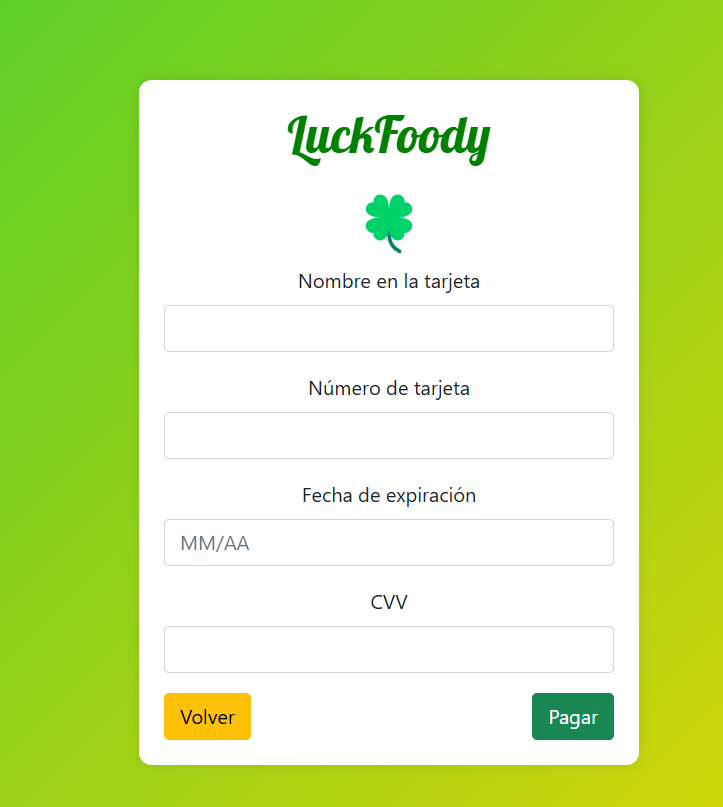 LuckFoody
Nombre en la tarjeta
Número de tarjeta
Fecha de expiración
MM/AA
CVV
Volver
Pagar